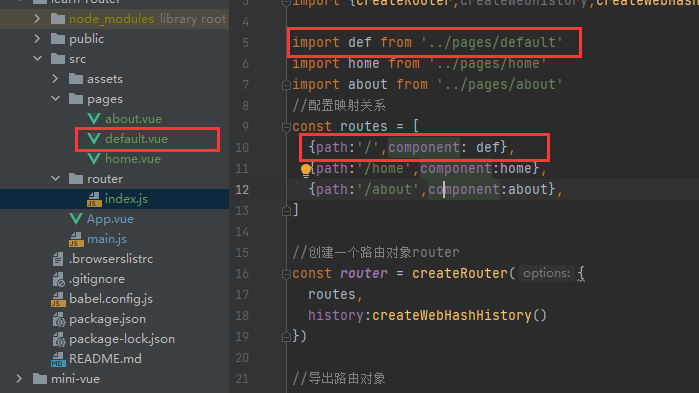 learn-router
node_modules library root
public
src
assets
pages
about.vue
default.vue
home.vue
router
index.js
App.vue
main.js
.browserslistrc
.gitignore
babel.config.js
package.json
package-lock.json
README.md
mini-vue
3 import {createRouter,createWebHistory,createWebHash
4
5 import def from '../pages/default'
6 import home from '../pages/home'
7 import about from '../pages/about'
8 //配置映射关系
9 const routes = [
10 {path:'/',component: def},
11 {path:'/home',component:home},
12 {path:'/about',component:about},
13 ]
14
15 //创建一个路由对象router
16 const router = createRouter( options: {
17 routes,
18 history:createWebHashHistory()
19 })
20
21 //导出路由对象